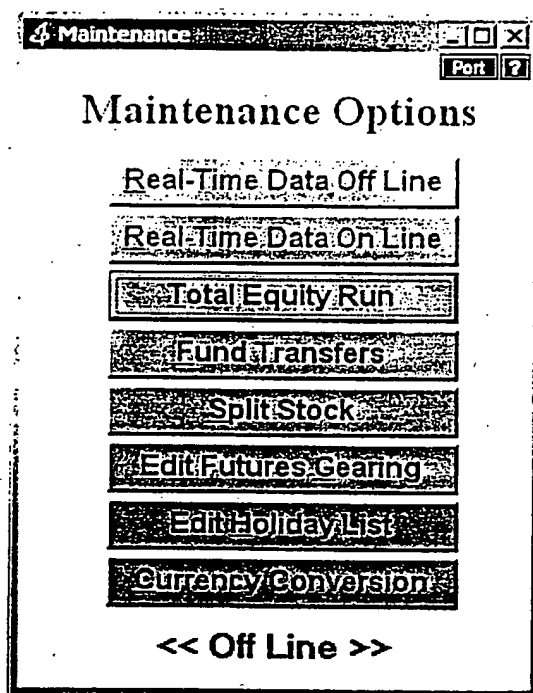 Maintenance
Port ?
Maintenance Options
Real-Time Data Off Line
Real-Time Data On Line
Total Equity Run
Fund Transfers
Split Stock
Edit Futures Gearing
Edit Holiday List
Currency Conversion
<< Off Line >>